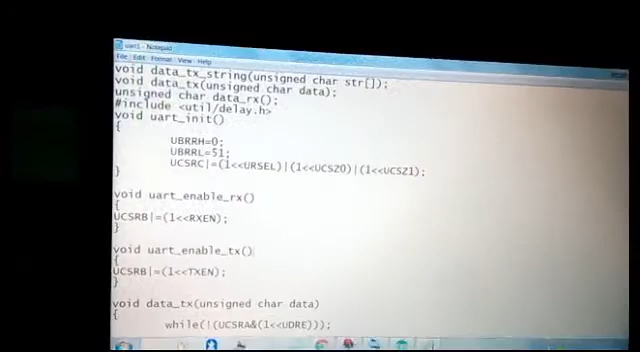 uart1 - Notepad
File Edit Format View Help
void data_tx_string(unsigned char str[]);
void data_tx(unsigned char data);
unsigned char data_rx();
#include <util/delay.h>
void uart_init()
{
UBRRH=0;
UBRRL=51;
UCSRC|=(1<<URSEL)|(1<<UCSZ0)|(1<<UCSZ1);
}
void uart_enable_rx()
{
UCSRB|=(1<<RXEN);
}
void uart_enable_tx()
{
UCSRB|=(1<<TXEN);
}
void data_tx(unsigned char data)
{
while(!(UCSRA&(1<<UDRE)));